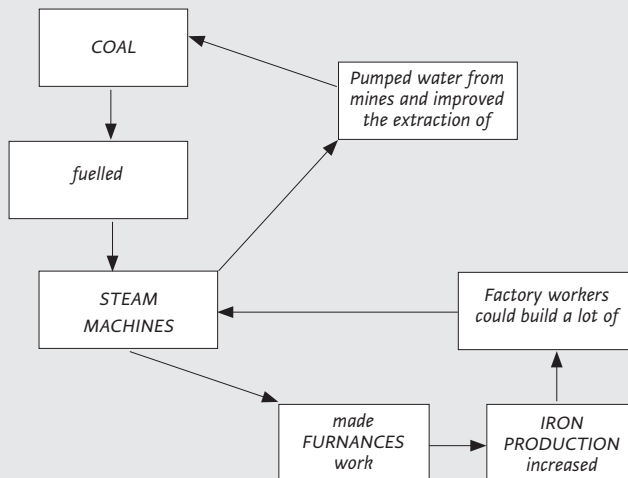 COAL
Pumped water from
mines and improved
the extraction of
fuelled
STEAM
MACHINES
Factory workers
could build a lot of
made
FURNANCES
work
IRON
PRODUCTION
increased